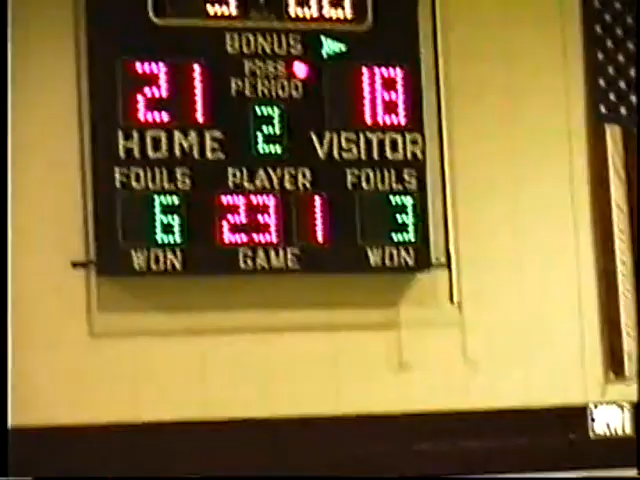 BONUS
POSS
PERIOD
21 2 18
HOME VISITOR
FOULS PLAYER FOULS
6 23 1 3
WON GAME WON